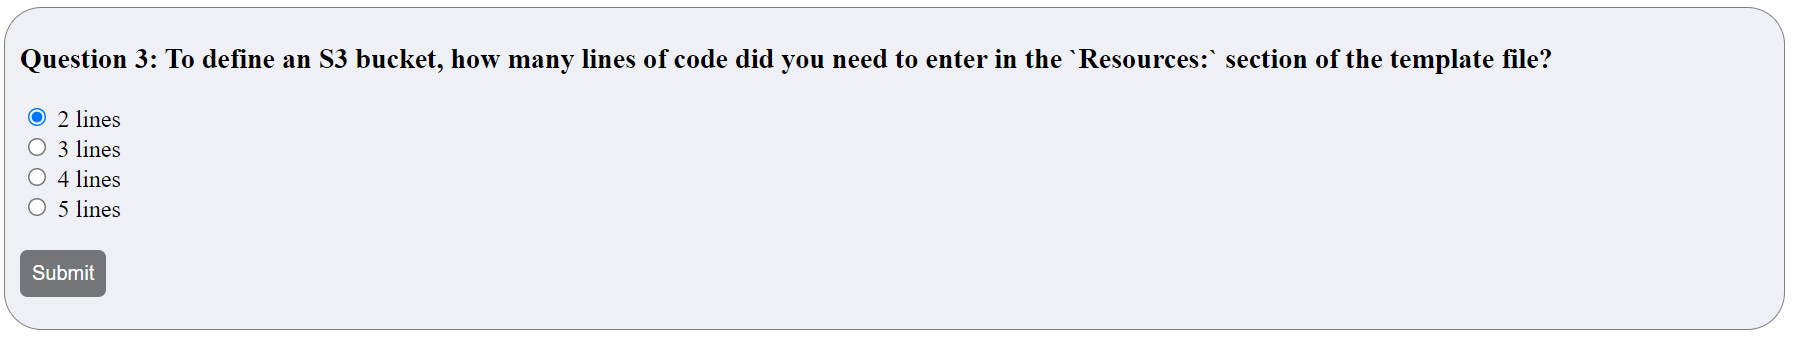 Question 3: To define an S3 bucket, how many lines of code did you need to enter in the `Resources:` section of the template file?
2 lines
3 lines
4 lines
5 lines
Submit